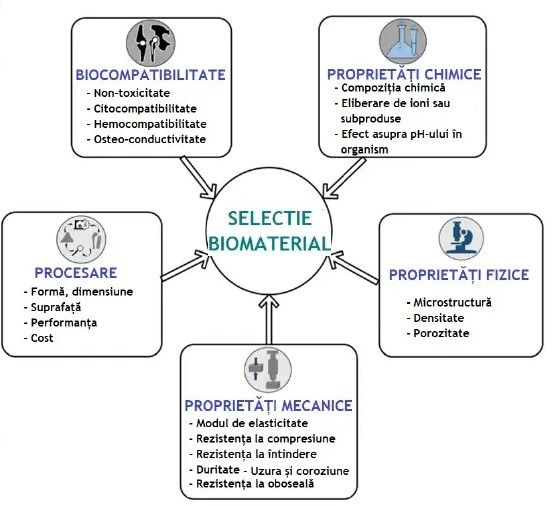 BIOCOMPATIBILITATE
- Non-toxicitate
- Citocompatibilitate
- Hemocompatibilitate
- Osteo-conductivitate
PROPRIETĂȚI CHIMICE
- Compoziția chimică
- Eliberare de ioni sau
subproduse
- Efect asupra pH-ului în
organism
SELECTIE
BIOMATERIAL
PROCESARE
- Formă, dimensiune
- Suprafață
- Performanța
- Cost
PROPRIETĂȚI FIZICE
- Microstructură
- Densitate
- Porozitate
PROPRIETĂȚI MECANICE
- Modul de elasticitate
- Rezistența la compresiune
- Rezistența la întindere
- Duritate - Uzura și coroziune
- Rezistența la oboseală